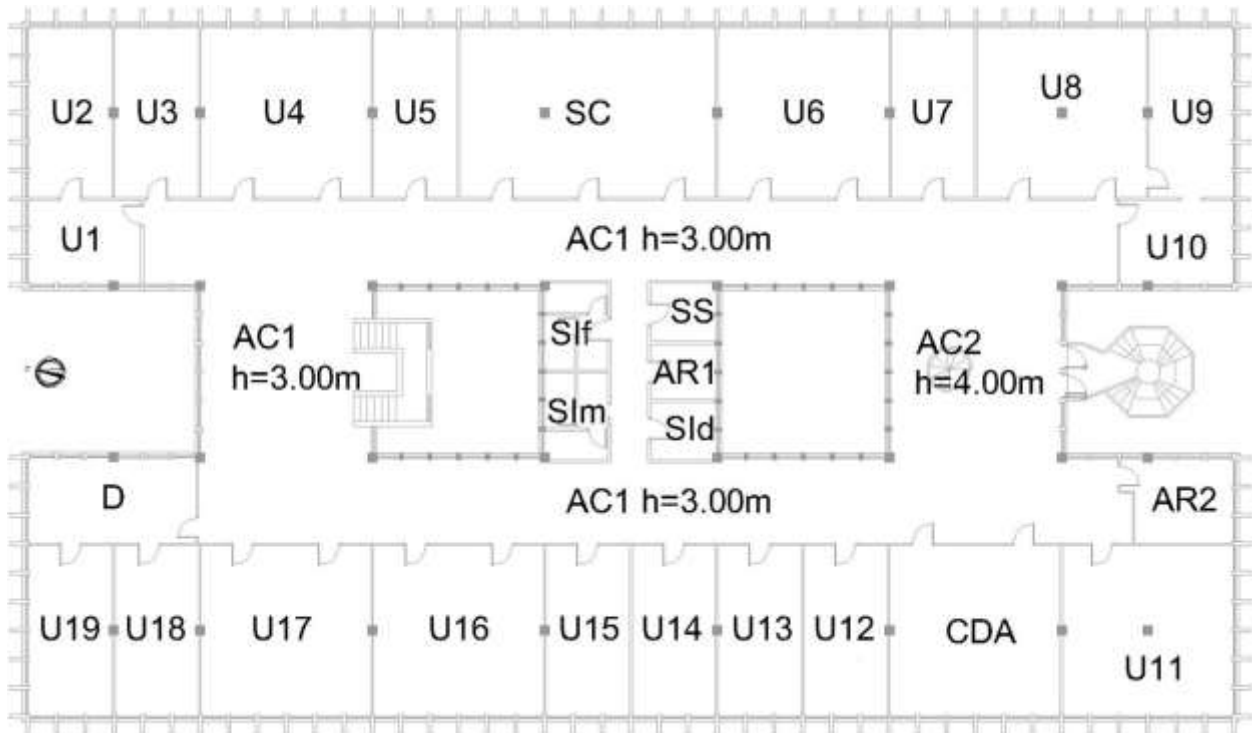 U2 U3 U4 U5 SC U6 U7 U8 U9
U1 AC1 h=3.00m U10
AC1
h=3.00m
SIf
SIm
SS
AR1
SId
AC2
h=4.00m
D AC1 h=3.00m AR2
U19 U18 U17 U16 U15 U14 U13 U12 CDA U11